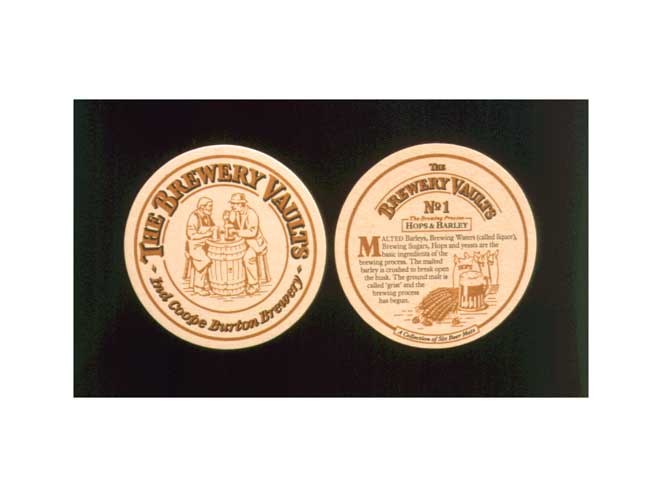 THE BREWERY VAULTS
Ind Coope Burton Brewery
THE
BREWERY VAULTS
No 1
The Brewing Process
HOPS & BARLEY
MALTED Barleys, Brewing Waters (called liquor),
Brewing Sugars, Hops and yeasts are the
basic ingredients of the
brewing process. The malted
barley is crushed to break open
the husk. The ground malt is
called 'grist' and the
brewing process
has begun.
HOPS
A Collection of Six Beer Mats